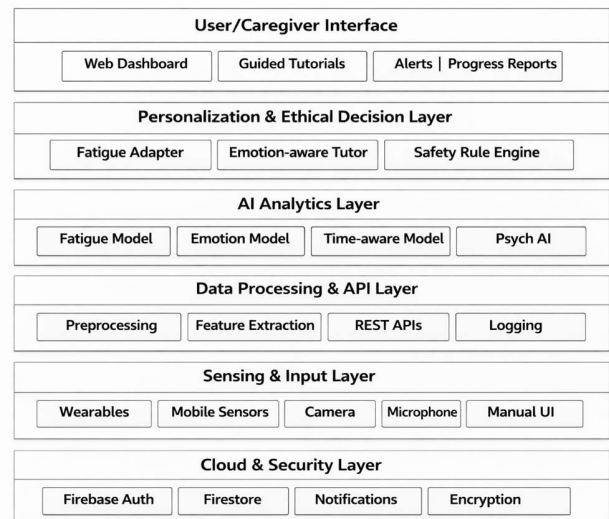 User/Caregiver Interface
Web Dashboard Guided Tutorials Alerts | Progress Reports
Personalization & Ethical Decision Layer
Fatigue Adapter Emotion-aware Tutor Safety Rule Engine
AI Analytics Layer
Fatigue Model Emotion Model Time-aware Model Psych AI
Data Processing & API Layer
Preprocessing Feature Extraction REST APIs Logging
Sensing & Input Layer
Wearables Mobile Sensors Camera Microphone Manual UI
Cloud & Security Layer
Firebase Auth Firestore Notifications Encryption